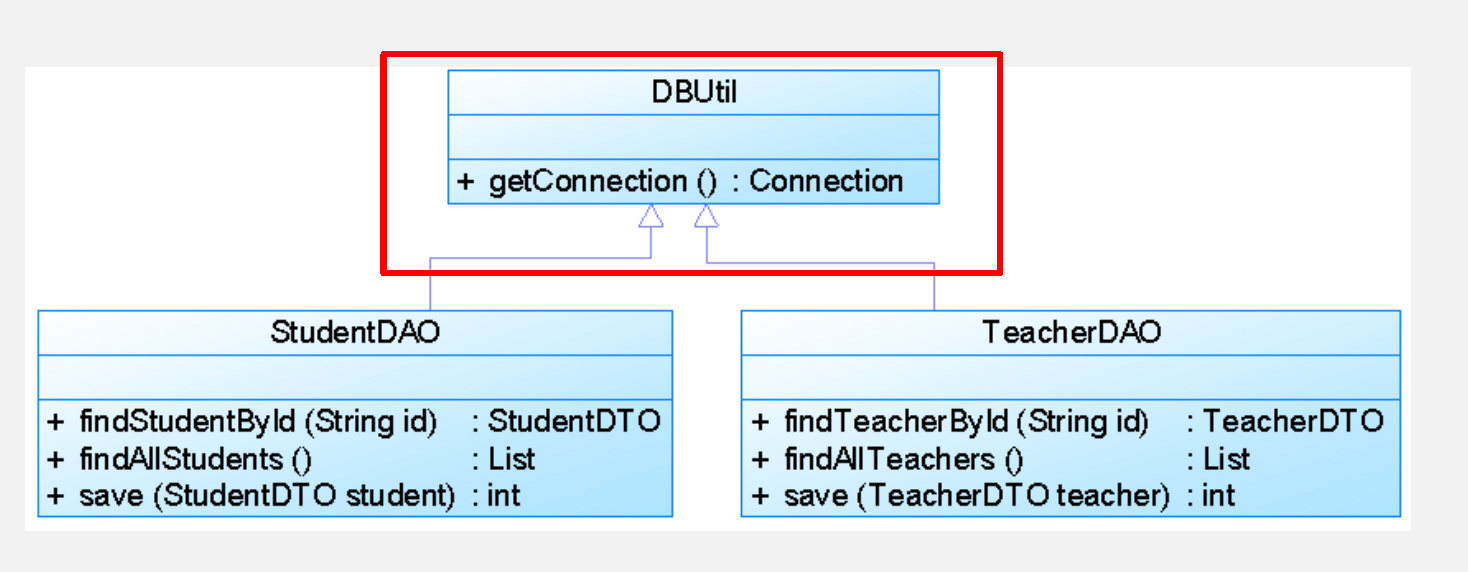 DBUtil
+ getConnection () : Connection
StudentDAO
+ findStudentById (String id) : StudentDTO
+ findAllStudents () : List
+ save (StudentDTO student) : int
TeacherDAO
+ findTeacherById (String id) : TeacherDTO
+ findAllTeachers () : List
+ save (TeacherDTO teacher) : int